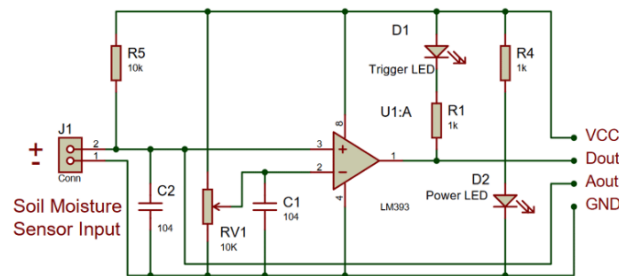 D1
R5
10k
Trigger LED
R4
1k
J1
2
1
Conn
±
U1:A
8
3
2
1
4
LM393
R1
1k
VCC
Dout
Aout
GND
C2
104
C1
104
D2
Power LED
Soil Moisture
Sensor Input
RV1
10K